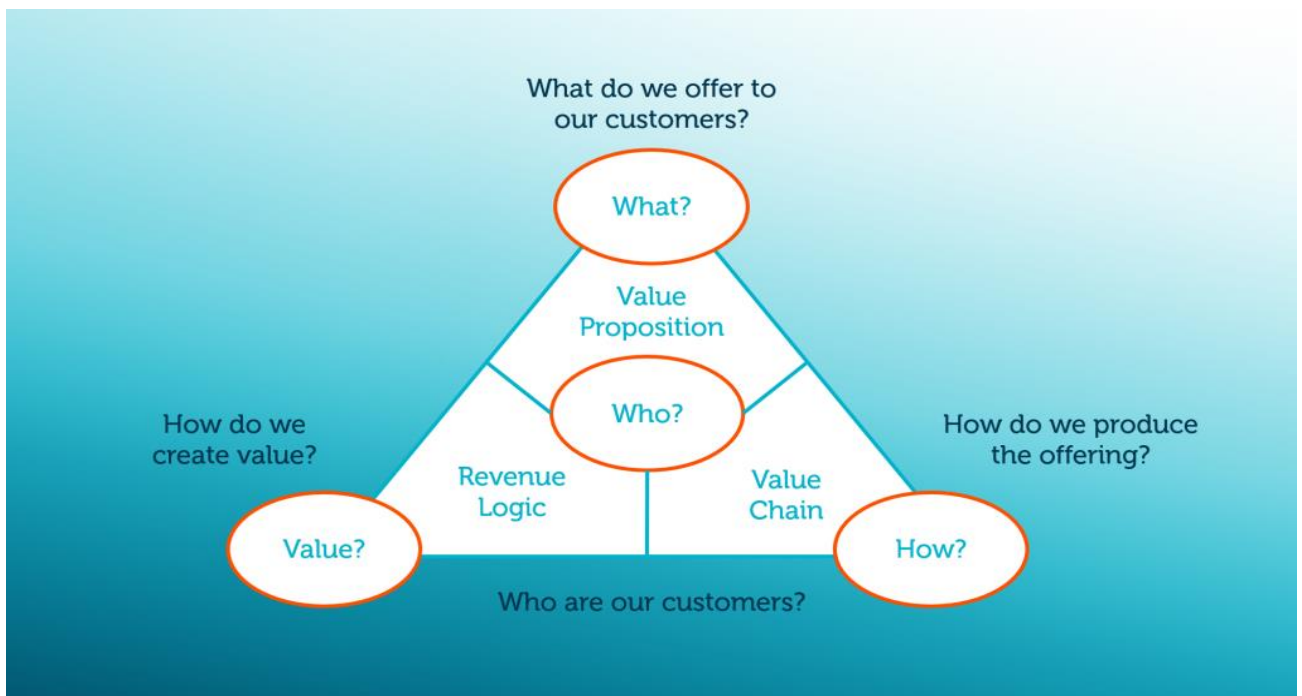 What do we offer to
our customers?
What?
Value
Proposition
Who?
How do we
create value?
How do we produce
the offering?
Revenue
Logic
Value
Chain
Value?
How?
Who are our customers?